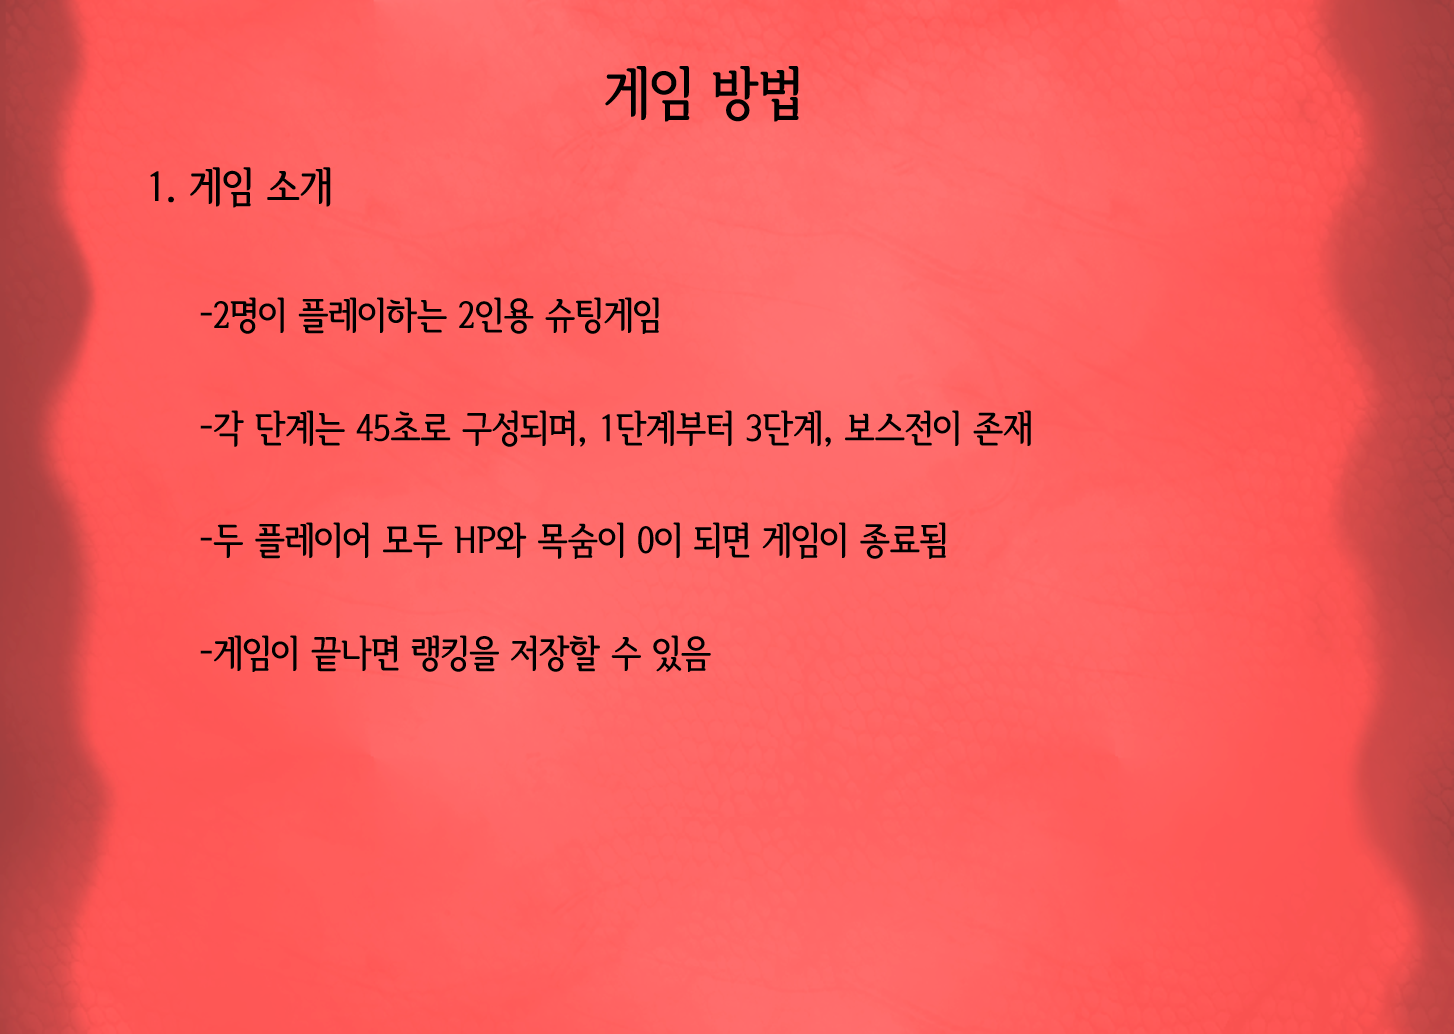 게임 방법
1. 게임 소개
-2명이 플레이하는 2인용 슈팅게임
-각 단계는 45초로 구성되며, 1단계부터 3단계, 보스전이 존재
-두 플레이어 모두 HP와 목숨이 0이 되면 게임이 종료됨
-게임이 끝나면 랭킹을 저장할 수 있음